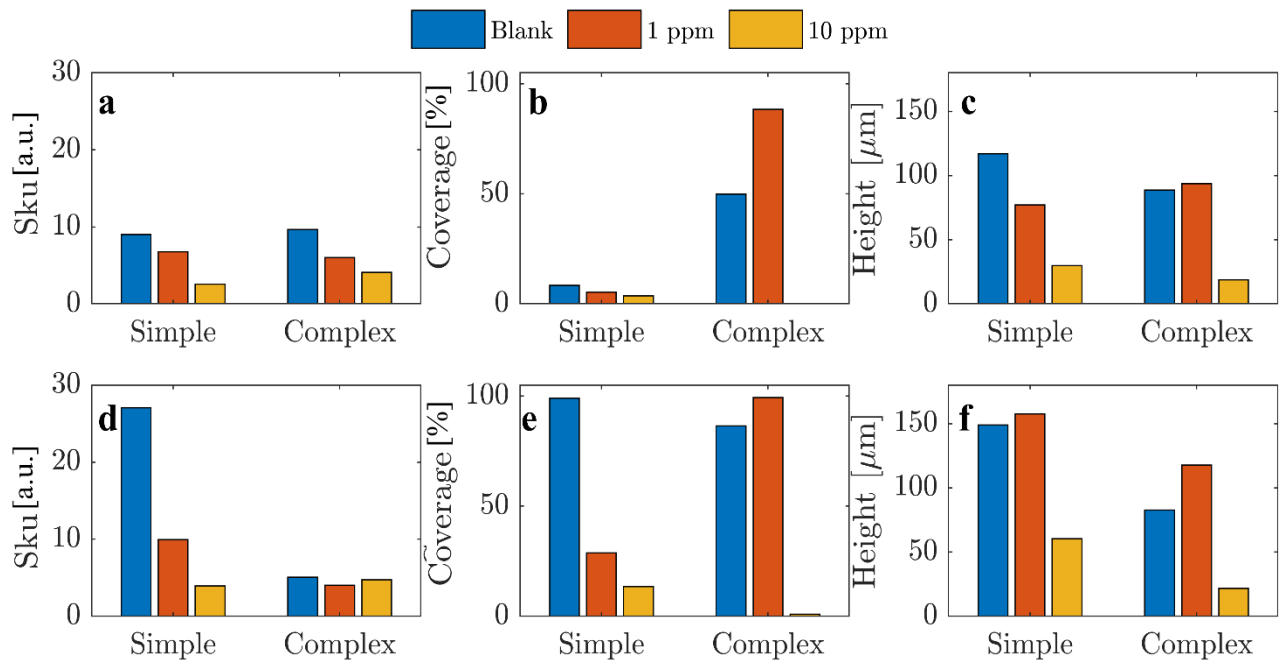 Blank 1 ppm 10 ppm
a
Sku[a.u.]
30
20
10
0
Simple Complex
b
Coverage[%]
100
50
0
Simple Complex
c
Height [μm]
150
100
50
0
Simple Complex
d
Sku[a.u.]
30
20
10
0
Simple Complex
e
Coverage[%]
100
50
Simple Complex
f
Height [μm]
150
100
50
0
Simple Complex